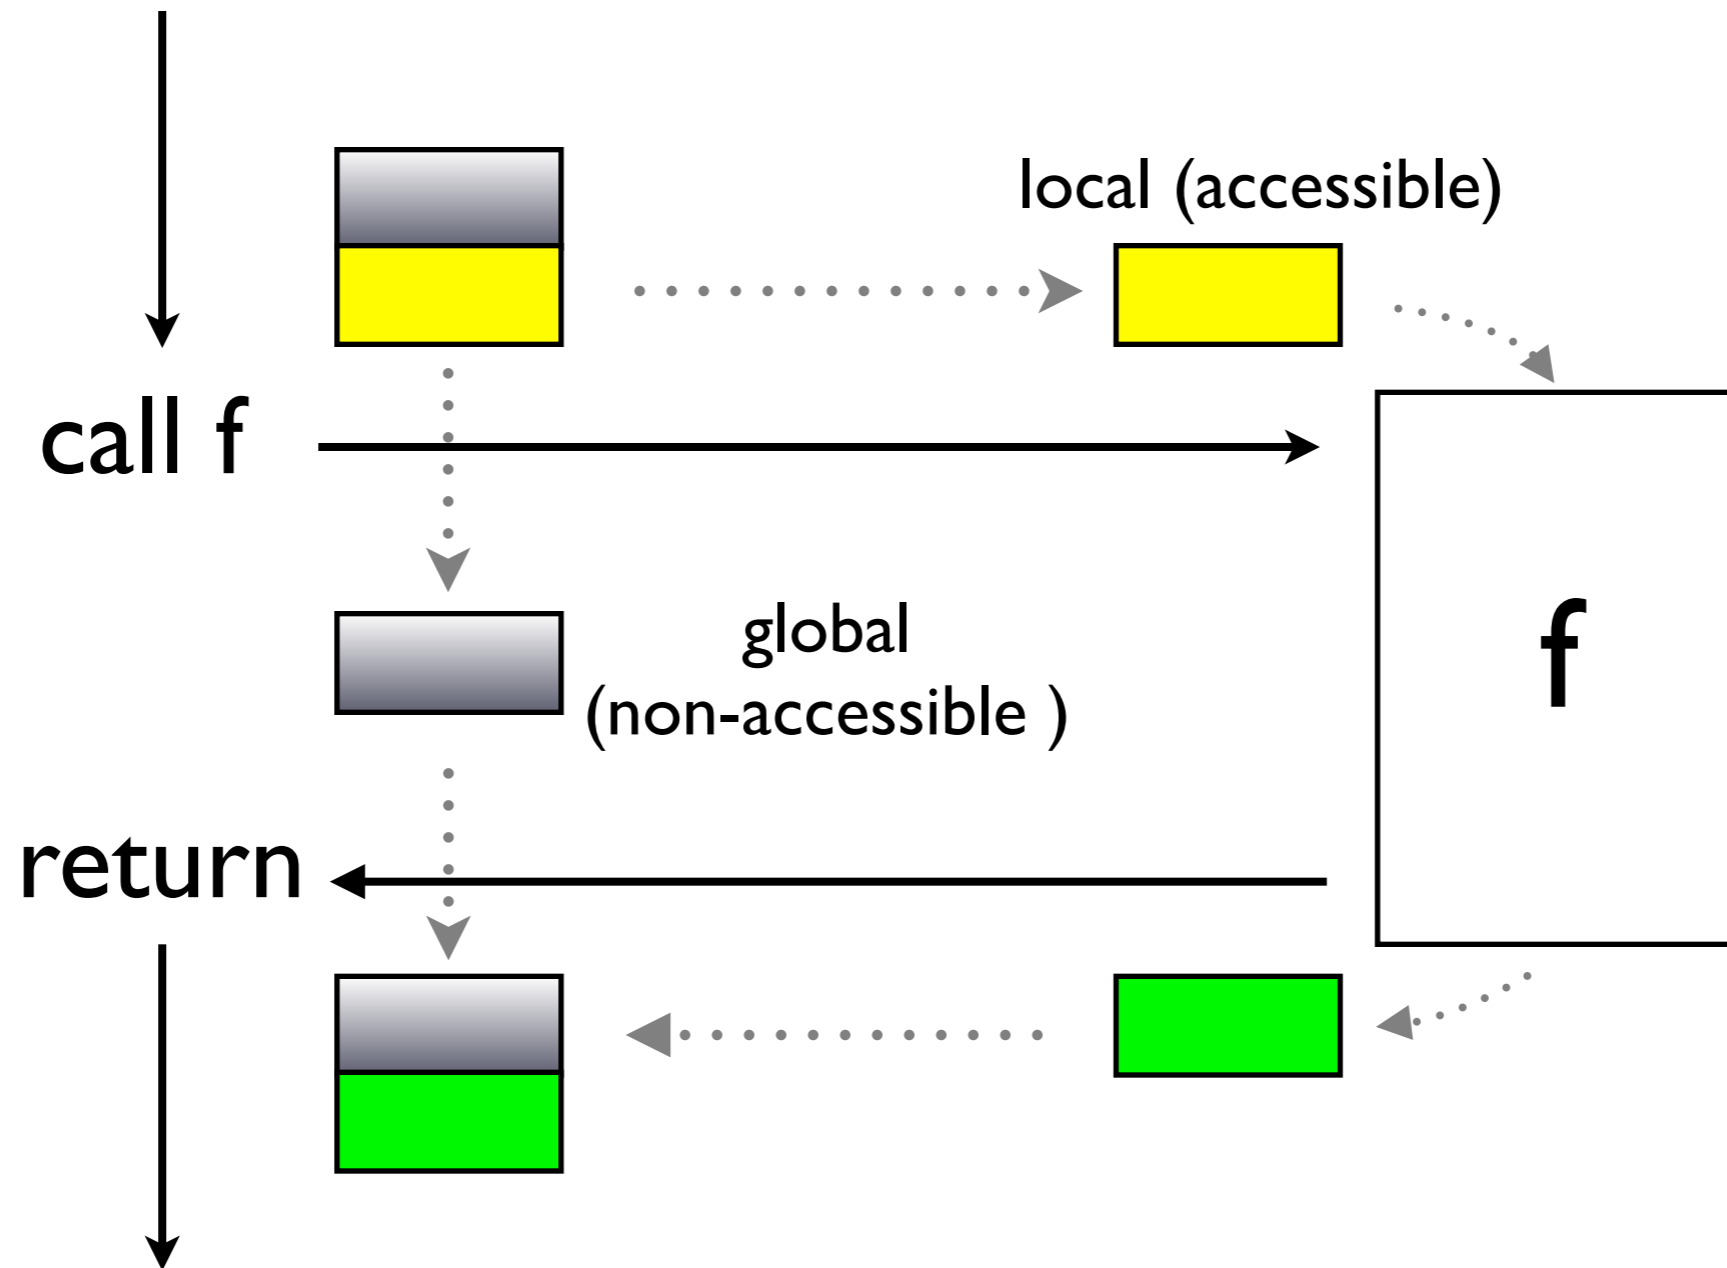 local (accessible)
call f
global
(non-accessible )
f
return